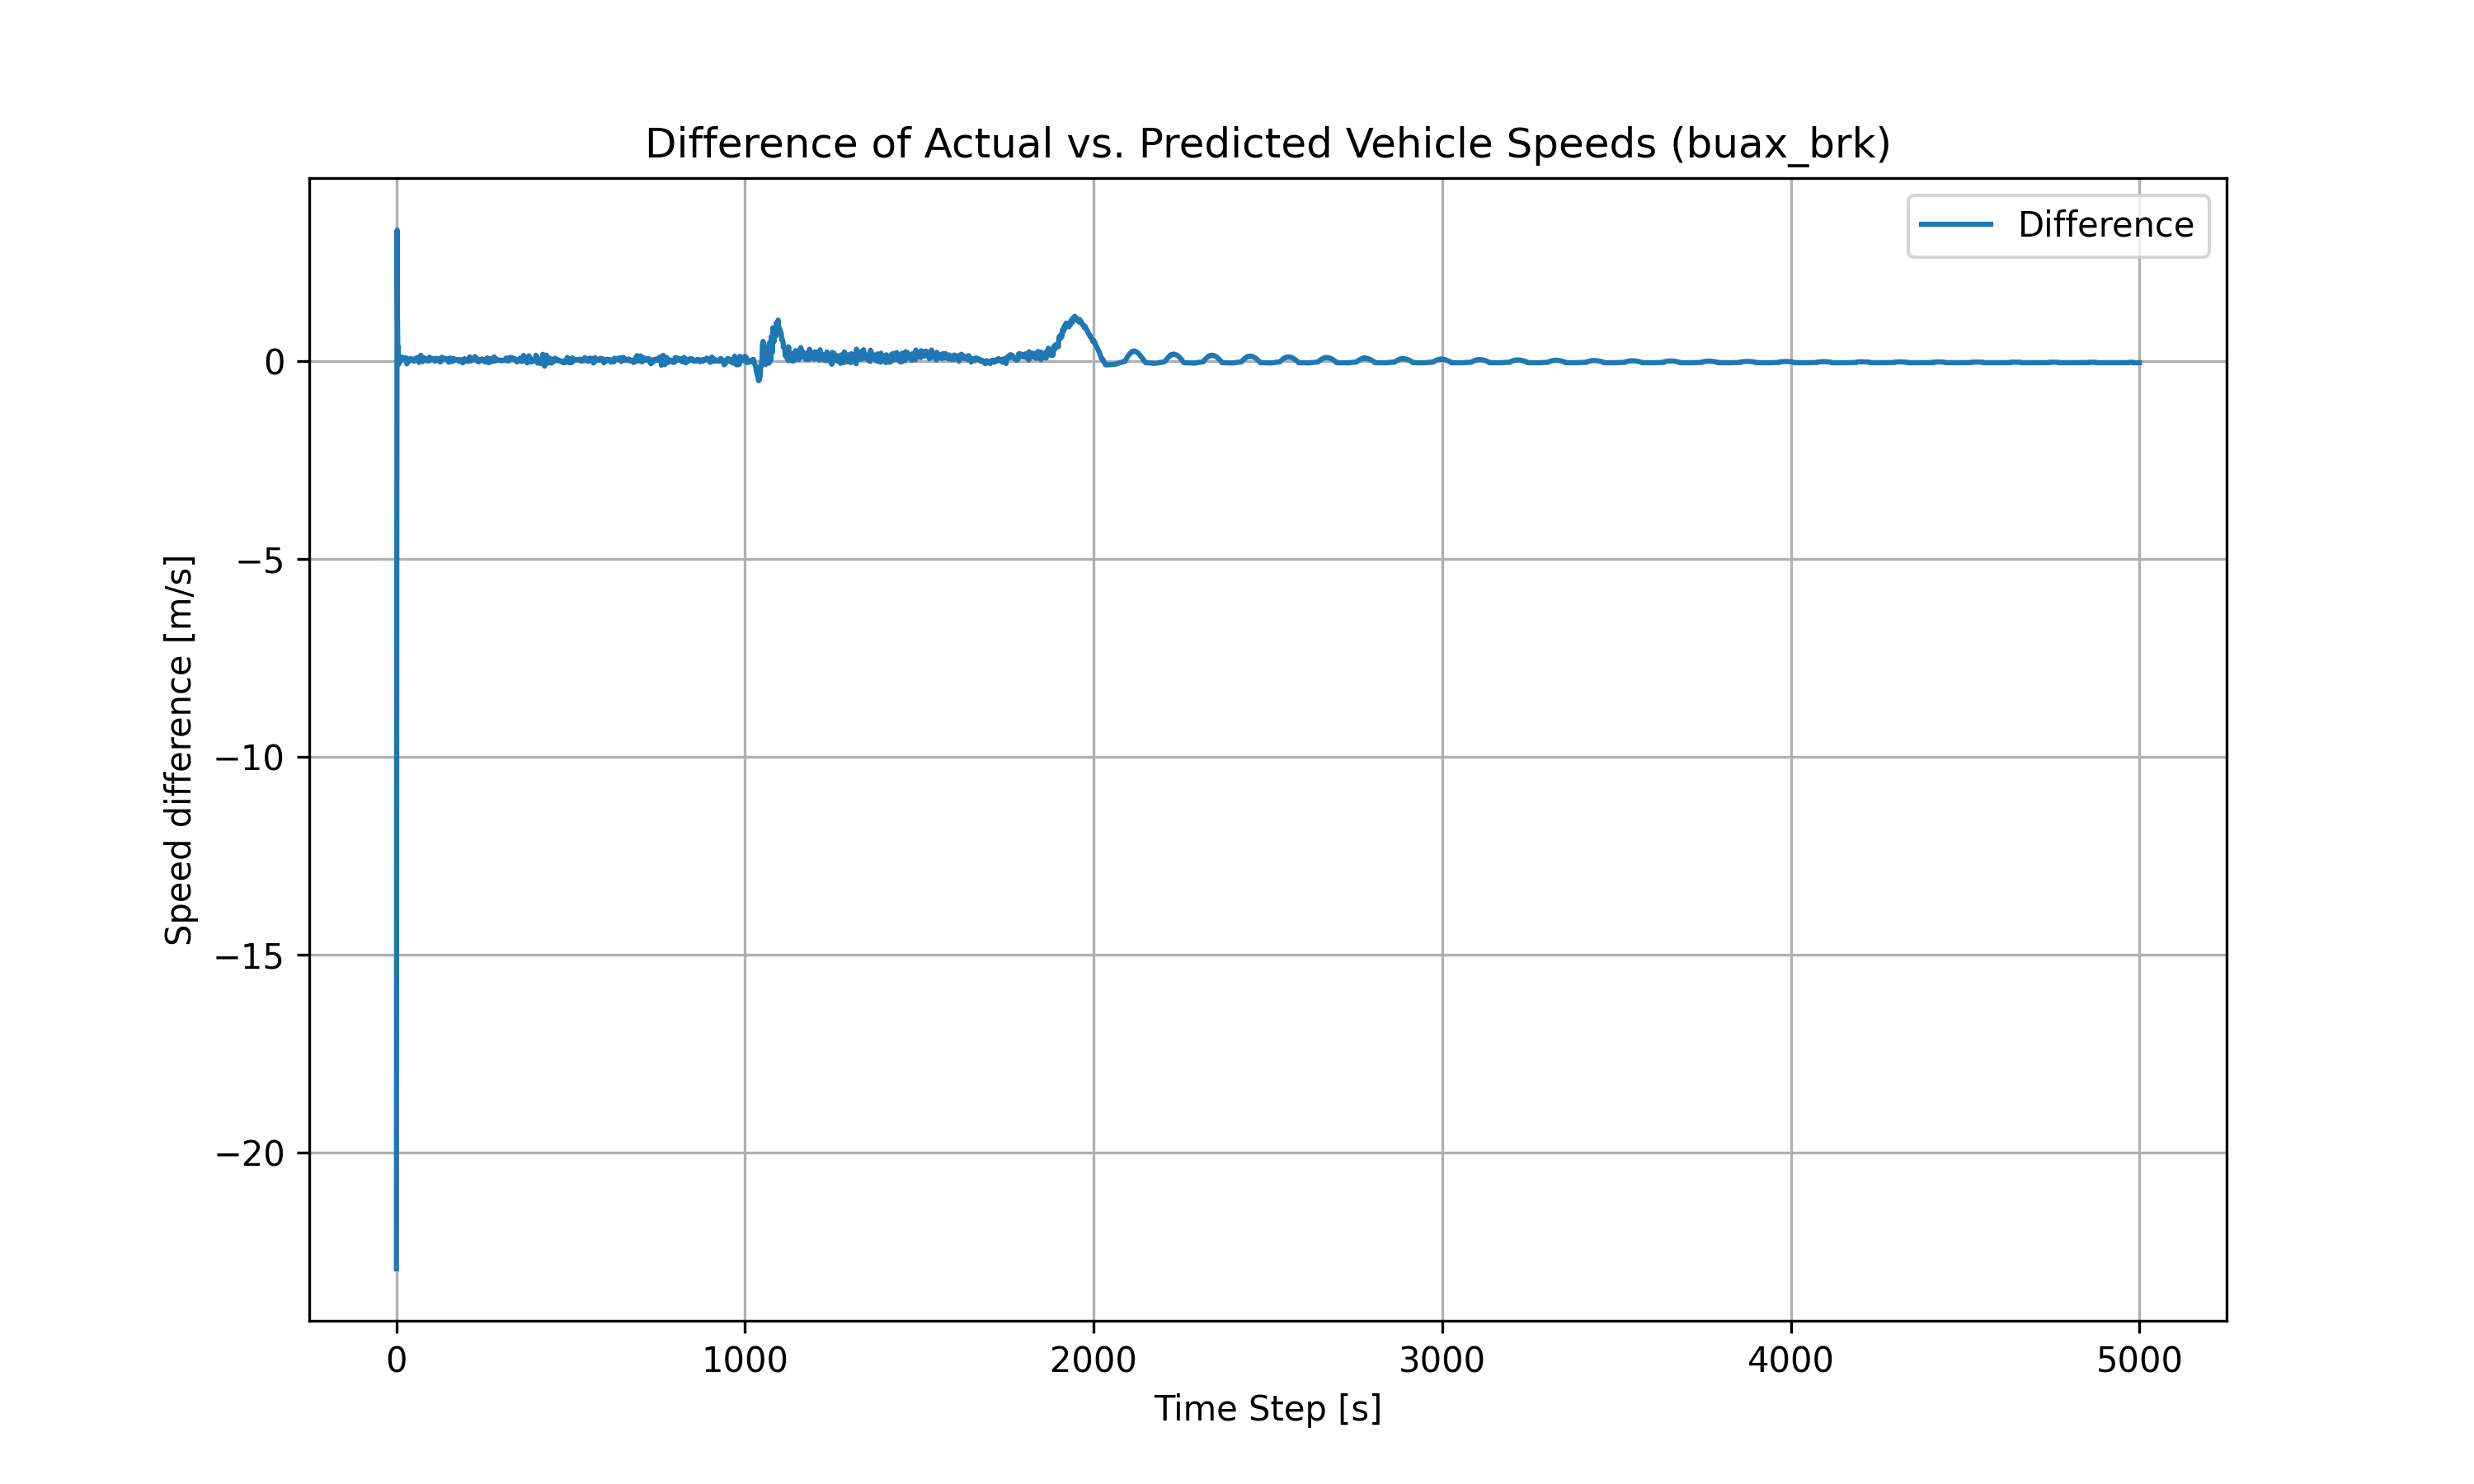 Difference of Actual vs. Predicted Vehicle Speeds (buax_brk)
Difference
Speed difference [m/s]
0
−5
−10
−15
−20
0 1000 2000 3000 4000 5000
Time Step [s]